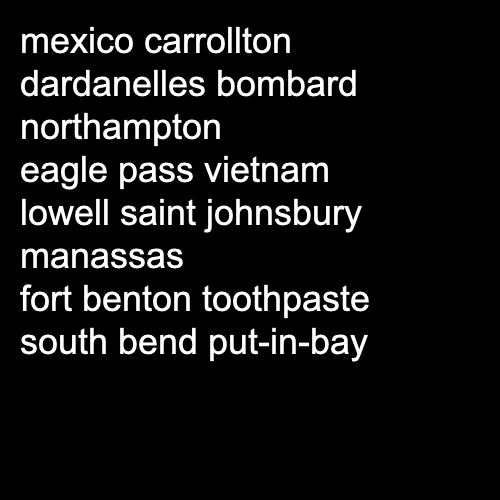 mexico carrollton
dardanelles bombard
northampton
eagle pass vietnam
lowell saint johnsbury
manassas
fort benton toothpaste
south bend put-in-bay